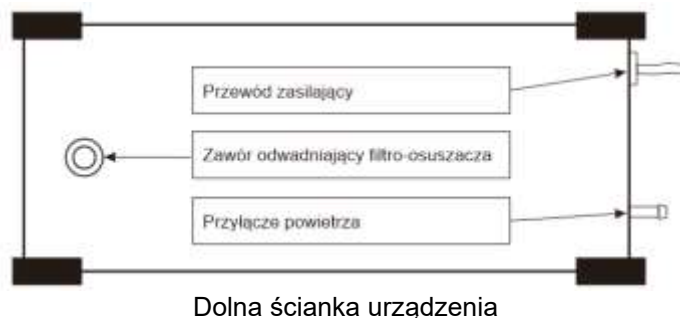 Przewód zasilający
Zawór odwadniający filtro-osuszacza
Przyłącze powietrza
Dolna ścianka urządzenia